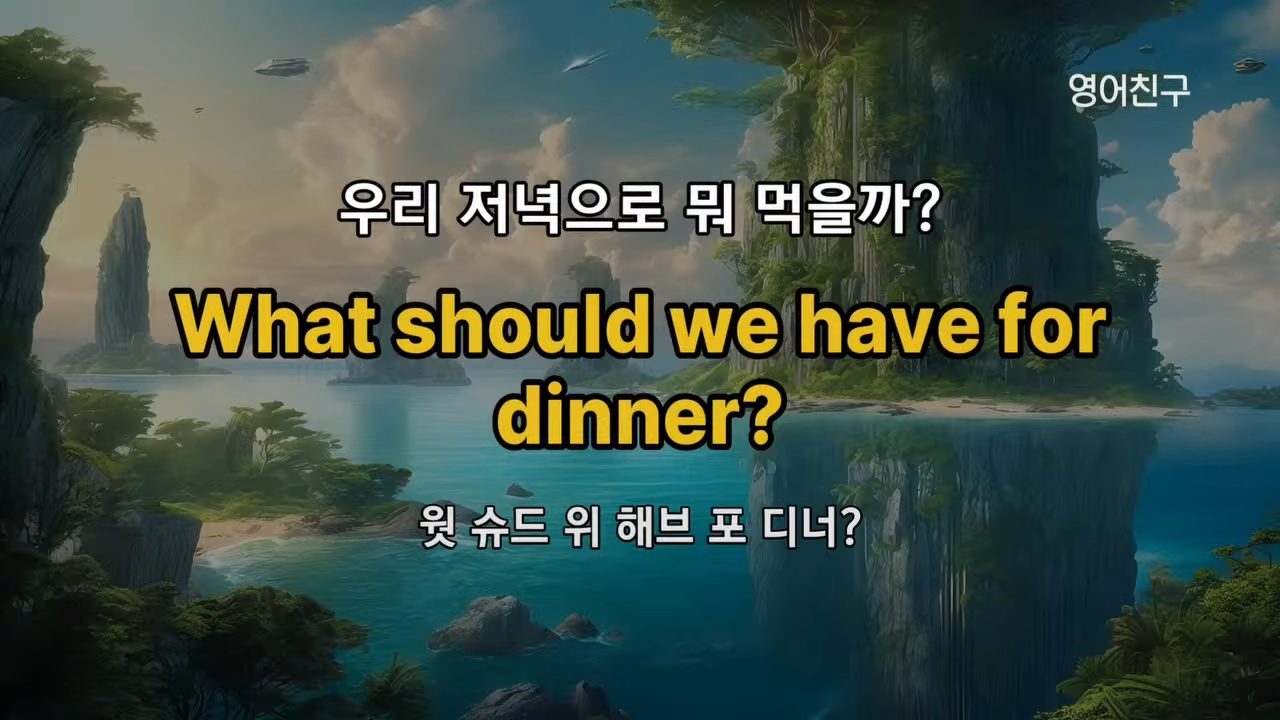 영어친구
우리 저녁으로 뭐 먹을까?
What should we have for
dinner?
윗 슈드 위 해브 포 디너?